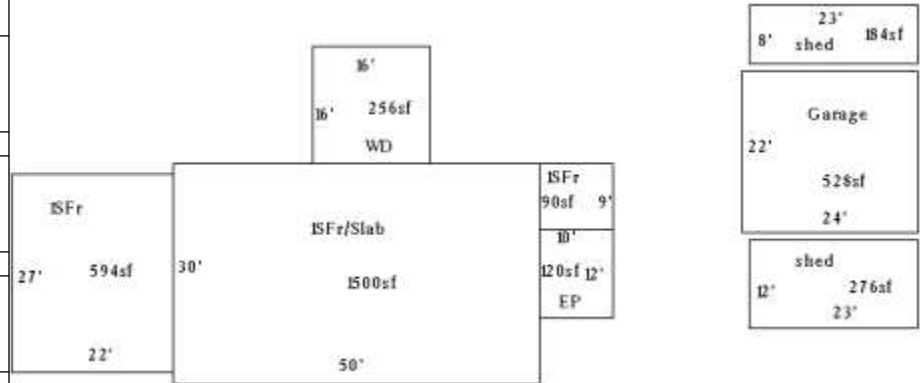 16'
16' 256sf
WD
1SFr
27' 594sf
22'
1SFr/Slab
30'
1500sf
50'
1SFr
90sf 9'
10'
120sf 12'
EP
23'
8' shed 184sf
Garage
22'
528sf
24'
shed
12' 276sf
23'